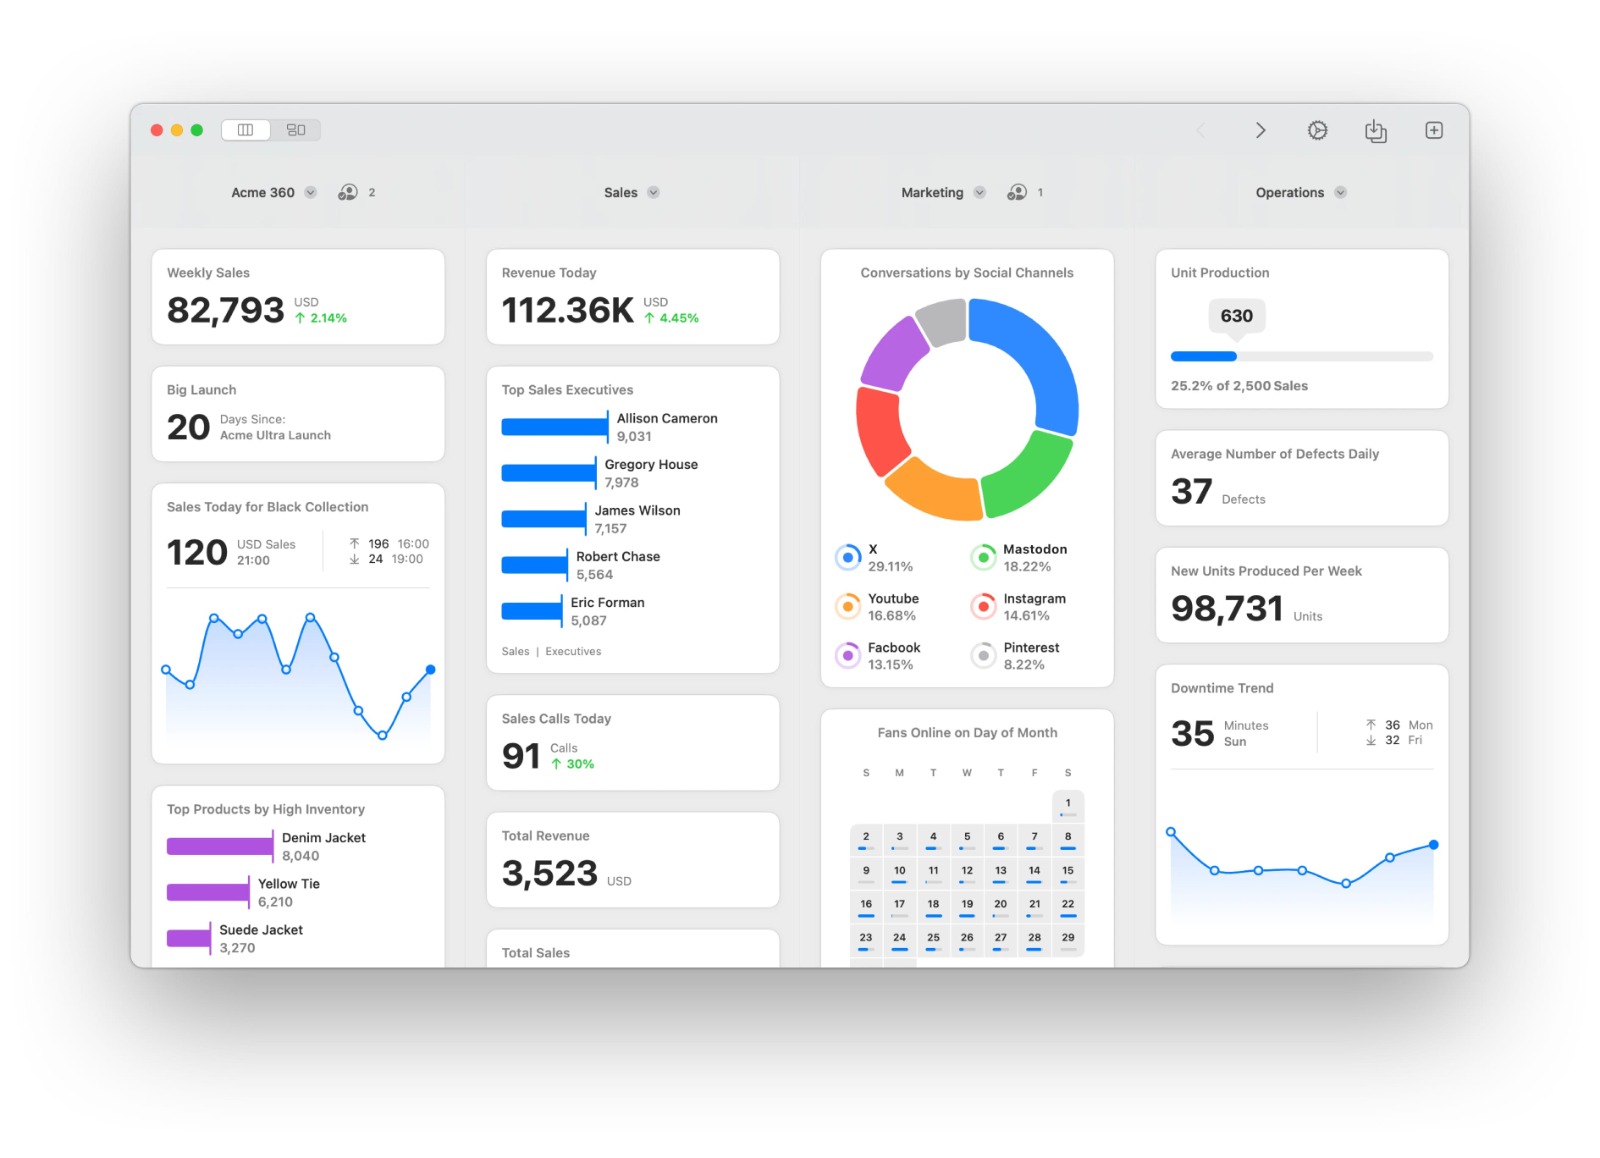 Acme 360
2
Sales
Marketing
1
Operations
Weekly Sales
82,793
USD
↑ 2.14%
Big Launch
20
Days Since:
Acme Ultra Launch
Sales Today for Black Collection
120
USD Sales
21:00
196 16:00
24 19:00
Top Products by High Inventory
Denim Jacket
8,040
Yellow Tie
6,210
Suede Jacket
3,270
Revenue Today
112.36K
USD
↑ 4.45%
Top Sales Executives
Allison Cameron
9,031
Gregory House
7,978
James Wilson
7,157
Robert Chase
5,564
Eric Forman
5,087
Sales | Executives
Sales Calls Today
91
Calls
↑ 30%
Total Revenue
3,523 USD
Total Sales
Conversations by Social Channels
X
29.11%
Mastodon
18.22%
Youtube
16.68%
Instagram
14.61%
Facbook
13.15%
Pinterest
8.22%
Fans Online on Day of Month
S M T W T F S
1
2 3 4 5 6 7 8
9 10 11 12 13 14 15
16 17 18 19 20 21 22
23 24 25 26 27 28 29
Unit Production
630
25.2% of 2,500 Sales
Average Number of Defects Daily
37 Defects
New Units Produced Per Week
98,731 Units
Downtime Trend
35
Minutes
Sun
36 Mon
32 Fri